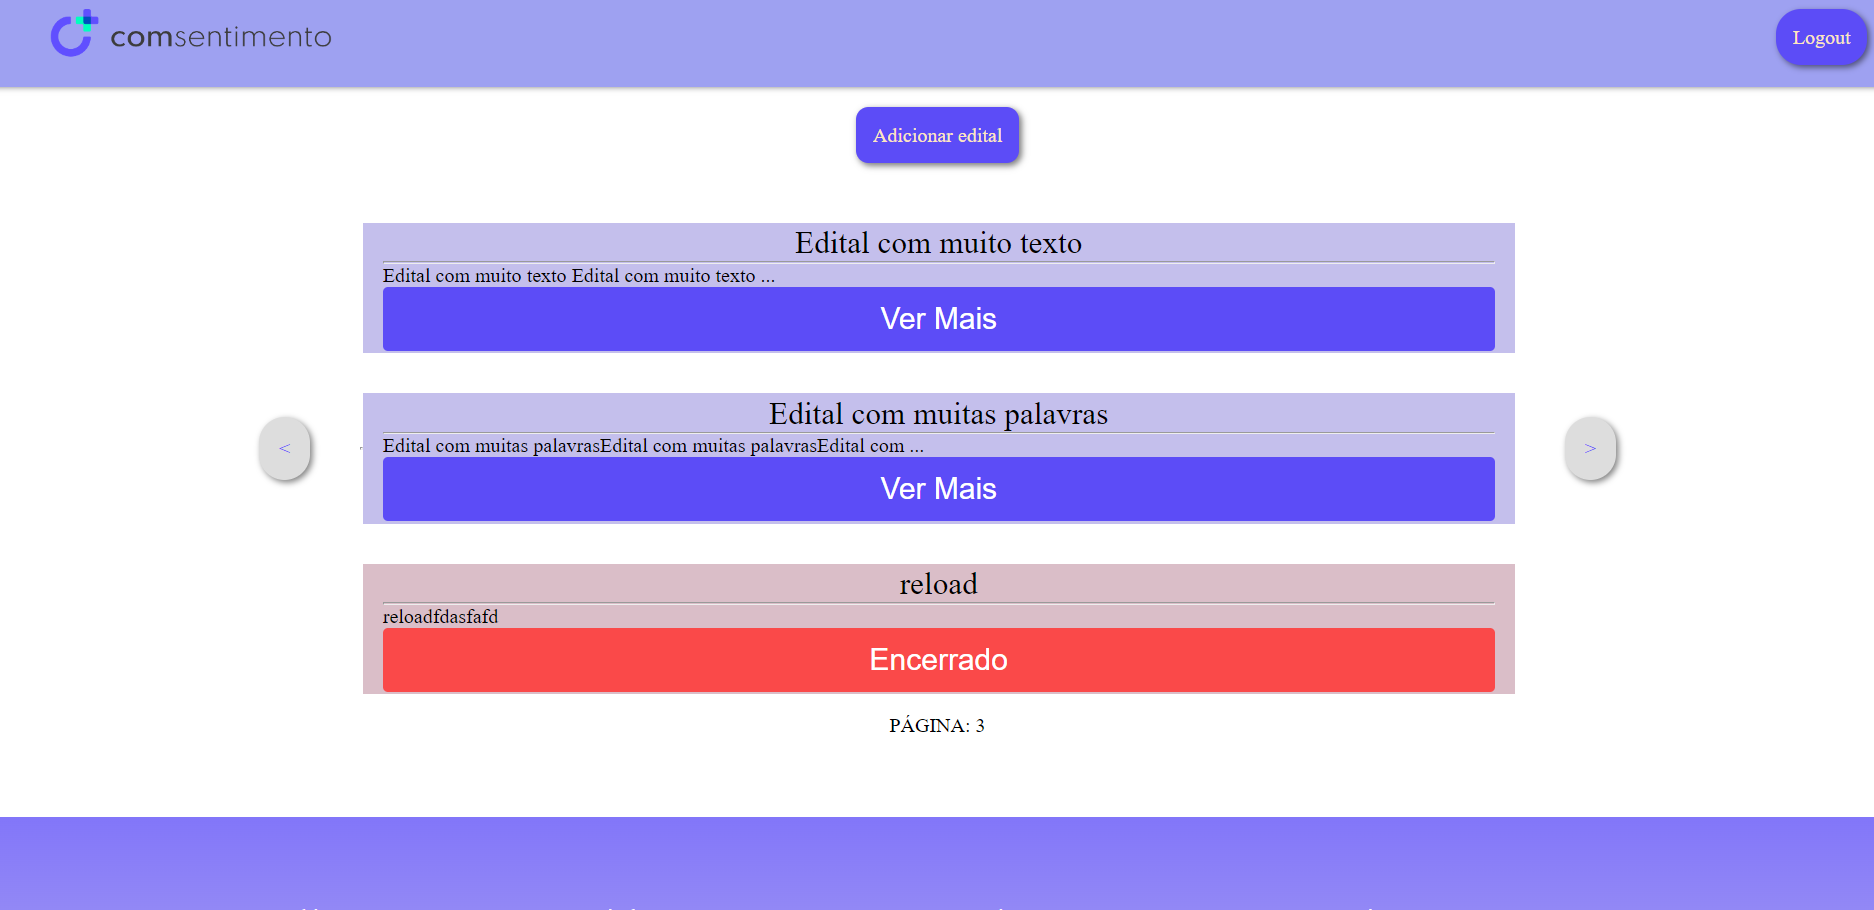 comsentimento
Logout
Adicionar edital
Edital com muito texto
Edital com muito texto Edital com muito texto ...
Ver Mais
Edital com muitas palavras
Edital com muitas palavrasEdital com muitas palavrasEdital com ...
Ver Mais
<
>
reload
reloadfdasfafd
Encerrado
PÁGINA: 3